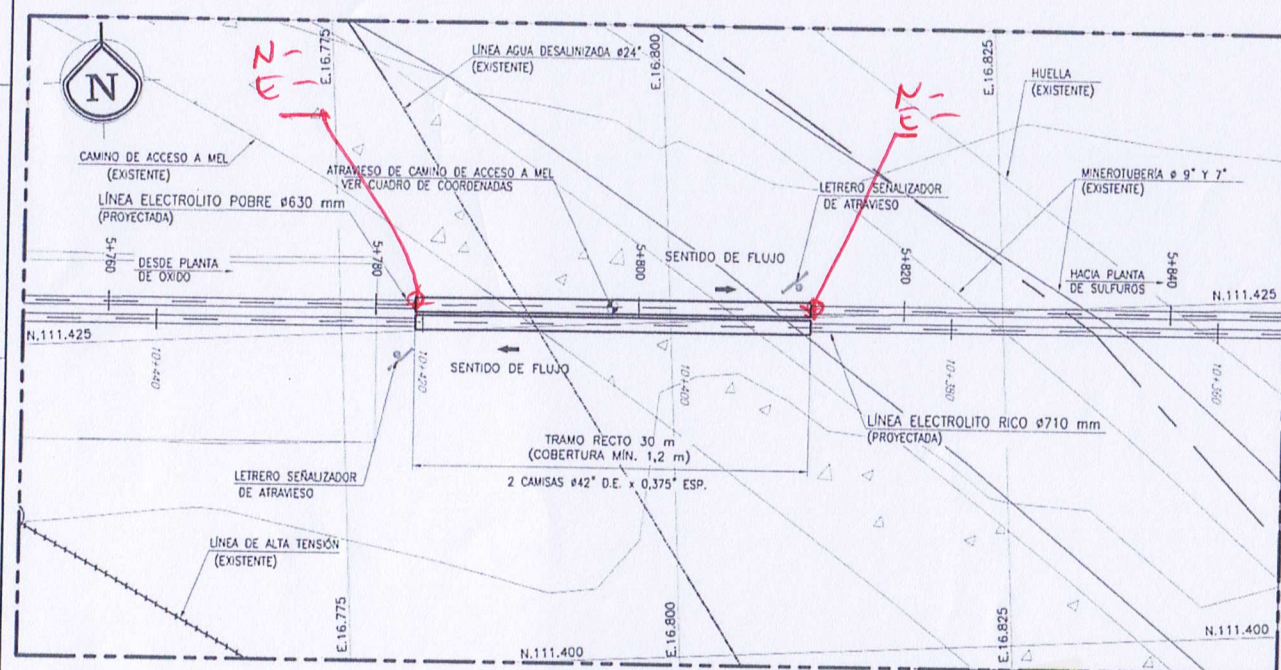 E.16.775
E.16.800
E.16.825
N
N-
E-
N-
E-
LÍNEA AGUA DESALINIZADA ø24"
(EXISTENTE)
HUELLA
(EXISTENTE)
CAMINO DE ACCESO A MEL
(EXISTENTE)
ATRAVIESO DE CAMINO DE ACCESO A MEL
VER CUADRO DE COORDENADAS
LETRERO SEÑALIZADOR
DE ATRAVIESO
MINEROTUBERÍA ø 9" Y 7"
(EXISTENTE)
LÍNEA ELECTROLITO POBRE ø630 mm
(PROYECTADA)
5+760
DESDE PLANTA
DE OXIDO
5+780
5+800
SENTIDO DE FLUJO
5+820
HACIA PLANTA
DE SULFUROS
5+840
N.111.425
N.111.425
10+440
10+420
SENTIDO DE FLUJO
10+400
10+380
10+360
LÍNEA ELECTROLITO RICO ø710 mm
(PROYECTADA)
TRAMO RECTO 30 m
(COBERTURA MÍN. 1,2 m)
2 CAMISAS ø42" D.E. x 0,375" ESP.
LETRERO SEÑALIZADOR
DE ATRAVIESO
LÍNEA DE ALTA TENSIÓN
(EXISTENTE)
E.16.775
E.16.800
E.16.825
N.111.400
N.111.400